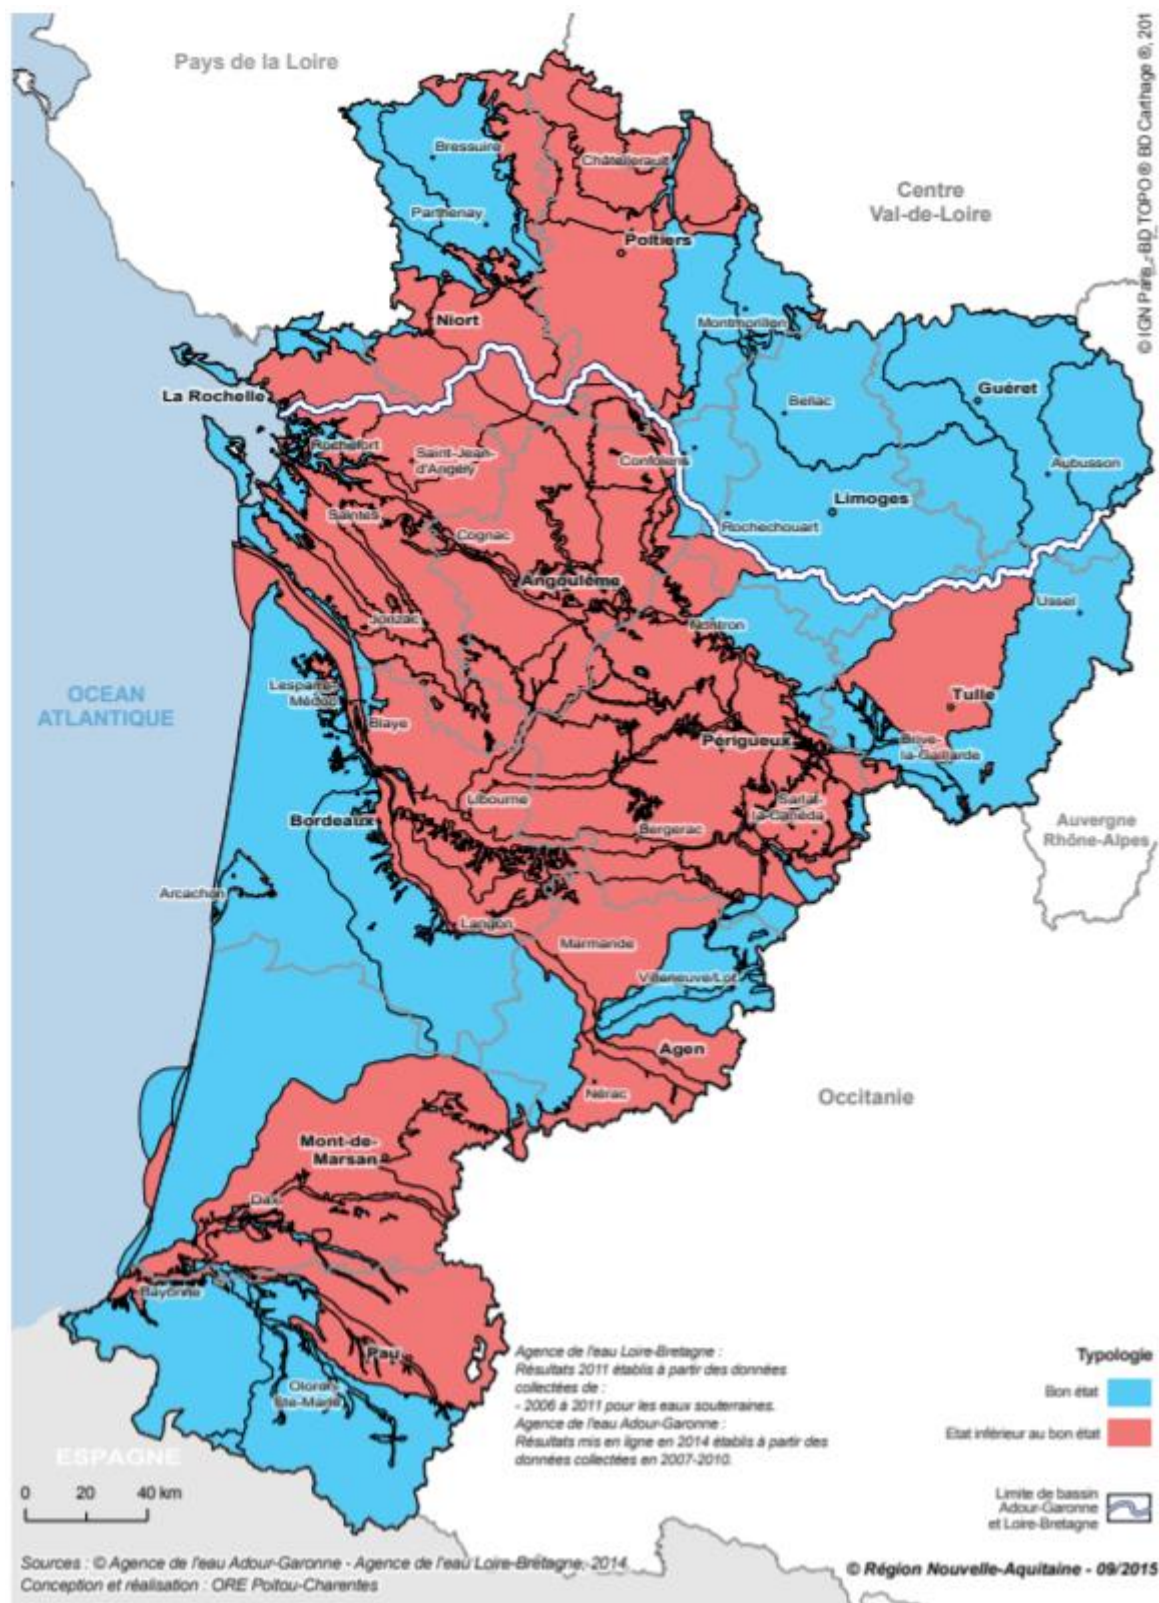 Pays de la Loire
© IGN Paris - BD TOPO ® BD Carthage ®, 201
Bressuire
Châtellerault
Centre
Val-de-Loire
Parthenay
Poitiers
Niort
Montmorillon
La Rochelle
Guéret
Bellac
Rochefort
Saint-Jean-
d'Angély
Confolens
Aubusson
Limoges
Saintes
Rochechouart
Cognac
Angoulême
Ussel
Jonzac
Nontron
OCEAN
ATLANTIQUE
Lesparre-
Médoc
Tulle
Blaye
Périgueux
Brive-
la-Gaillarde
Libourne
Sarlat-
la-Canéda
Bordeaux
Bergerac
Auvergne
Rhône-Alpes
Arcachon
Langon
Marmande
Villeneuve/Lot
Agen
Nérac
Occitanie
Mont-de-
Marsan
Dax
Bayonne
Pau
Oloron-
Ste-Marie
ESPAGNE
Agence de l'eau Loire-Bretagne :
Résultats 2011 établis à partir des données
collectées de :
- 2006 à 2011 pour les eaux souterraines.
Agence de l'eau Adour-Garonne :
Résultats mis en ligne en 2014 établis à partir des
données collectées en 2007-2010.
Typologie
Bon état
Etat inférieur au bon état
Limite de bassin
Adour-Garonne
et Loire-Bretagne
0 20 40 km
Sources : © Agence de l'eau Adour-Garonne - Agence de l'eau Loire-Bretagne, 2014
Conception et réalisation : ORE Poitou-Charentes
© Région Nouvelle-Aquitaine - 09/2015